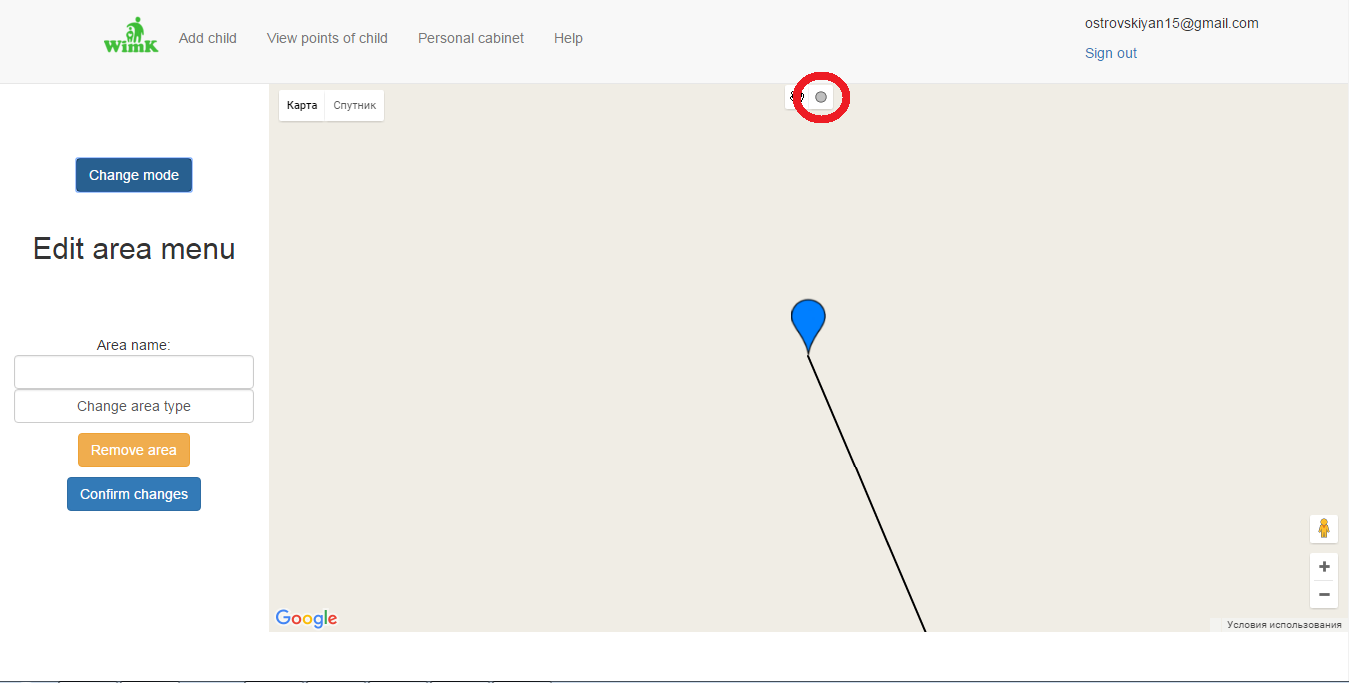 WimK
Add child
View points of child
Personal cabinet
Help
ostrovskiyan15@gmail.com
Sign out
Карта
Спутник
Change mode
Edit area menu
Area name:
Change area type
Remove area
Confirm changes
Google
Условия использования